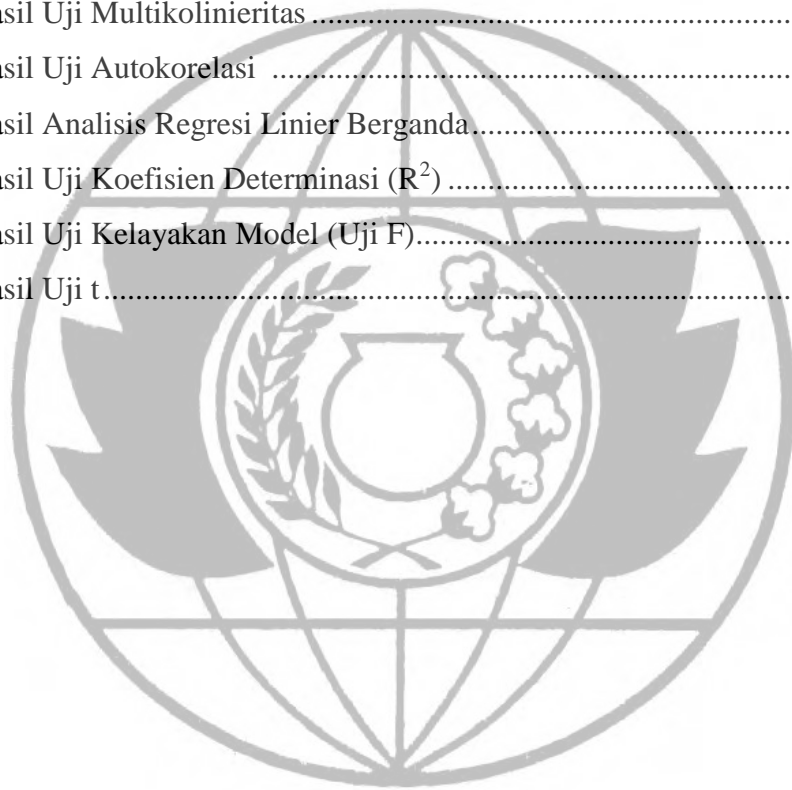 asil Uji Multikolinieritas ........................................................................
asil Uji Autokorelasi ..............................................................................
asil Analisis Regresi Linier Berganda ................................................
asil Uji Koefisien Determinasi (R²) ....................................................
asil Uji Kelayakan Model (Uji F) .........................................................
asil Uji t .................................................................................................